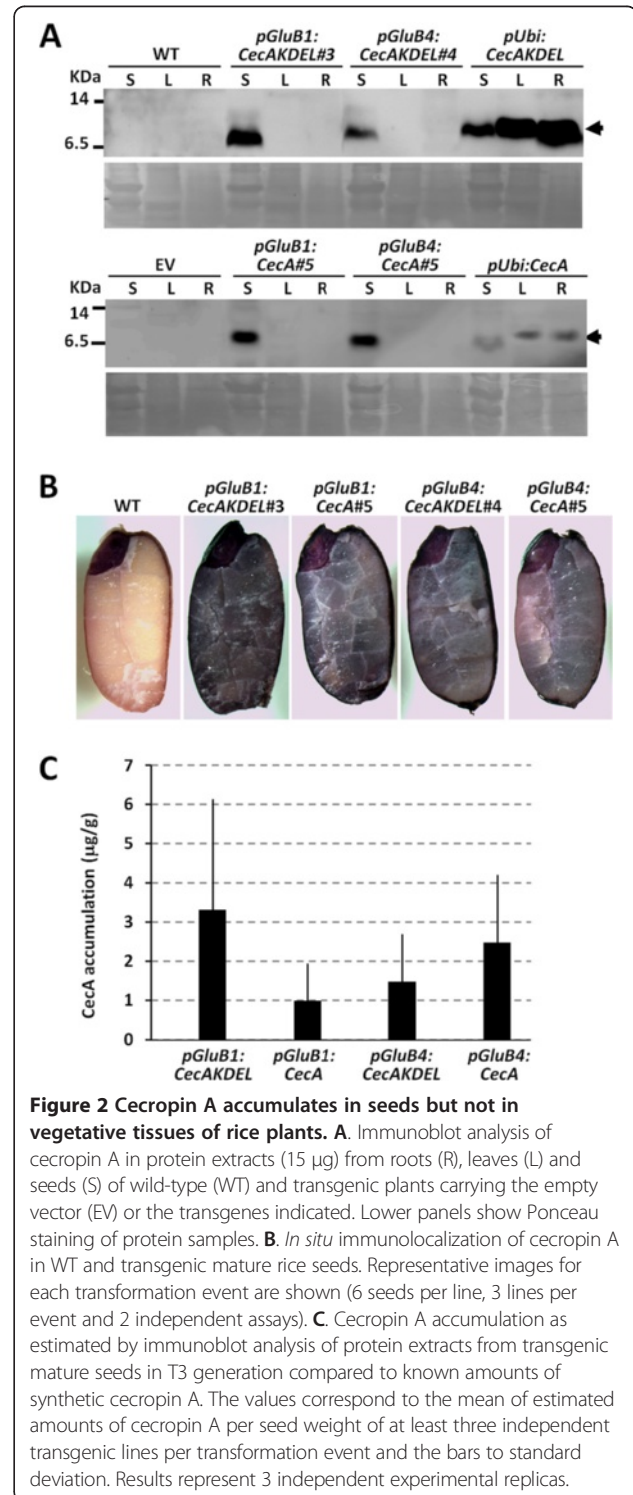 A
WT
pGluB1: CecAKDEL#3
pGluB4: CecAKDEL#4
pUbi: CecAKDEL
KDa S L R S L R S L R S L R
14
6.5
EV
pGluB1: CecA#5
pGluB4: CecA#5
pUbi:CecA
KDa S L R S L R S L R S L R
14
6.5
B
WT
pGluB1: CecAKDEL#3
pGluB1: CecA#5
pGluB4: CecAKDEL#4
pGluB4: CecA#5
C
CecA accumulation (µg/g)
7
6
5
4
3
2
1
0
pGluB1: CecAKDEL
pGluB1: CecA
pGluB4: CecAKDEL
pGluB4: CecA
Figure 2 Cecropin A accumulates in seeds but not in
vegetative tissues of rice plants. A. Immunoblot analysis of
cecropin A in protein extracts (15 µg) from roots (R), leaves (L) and
seeds (S) of wild-type (WT) and transgenic plants carrying the empty
vector (EV) or the transgenes indicated. Lower panels show Ponceau
staining of protein samples. B. In situ immunolocalization of cecropin A
in WT and transgenic mature rice seeds. Representative images for
each transformation event are shown (6 seeds per line, 3 lines per
event and 2 independent assays). C. Cecropin A accumulation as
estimated by immunoblot analysis of protein extracts from transgenic
mature seeds in T3 generation compared to known amounts of
synthetic cecropin A. The values correspond to the mean of estimated
amounts of cecropin A per seed weight of at least three independent
transgenic lines per transformation event and the bars to standard
deviation. Results represent 3 independent experimental replicas.